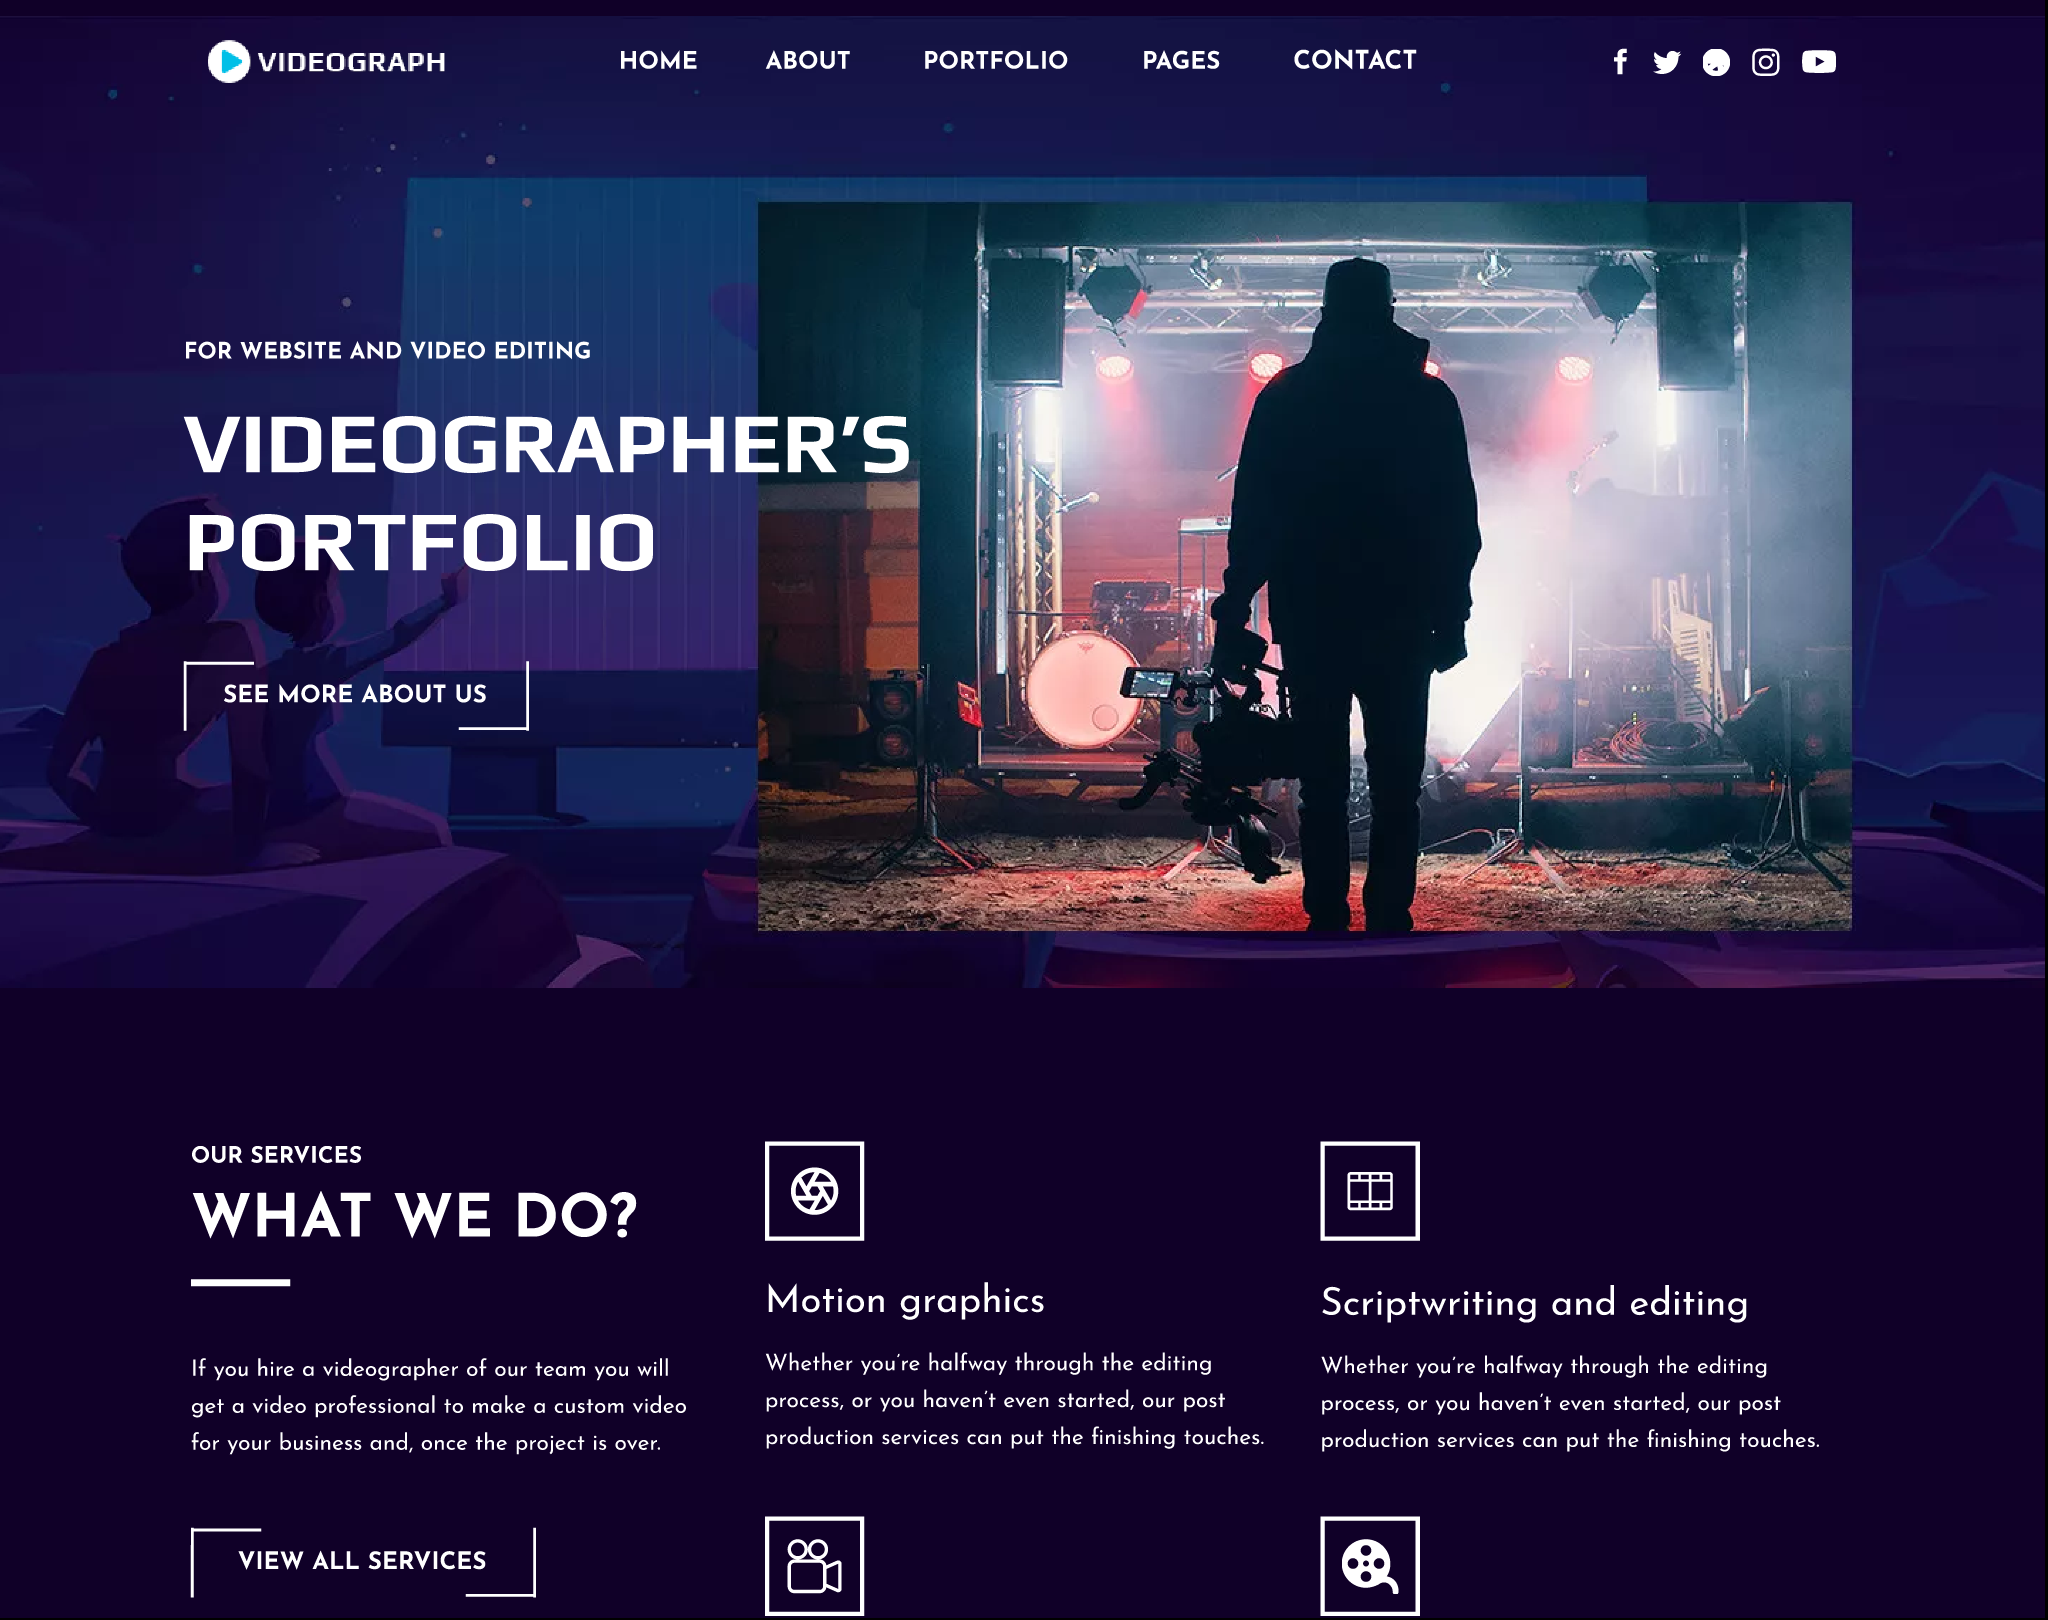 VIDEOGRAPH
HOME ABOUT PORTFOLIO PAGES CONTACT
FOR WEBSITE AND VIDEO EDITING
VIDEOGRAPHER'S
PORTFOLIO
SEE MORE ABOUT US
OUR SERVICES
WHAT WE DO?
If you hire a videographer of our team you will
get a video professional to make a custom video
for your business and, once the project is over.
VIEW ALL SERVICES
Motion graphics
Whether you're halfway through the editing
process, or you haven't even started, our post
production services can put the finishing touches.
Scriptwriting and editing
Whether you're halfway through the editing
process, or you haven't even started, our post
production services can put the finishing touches.